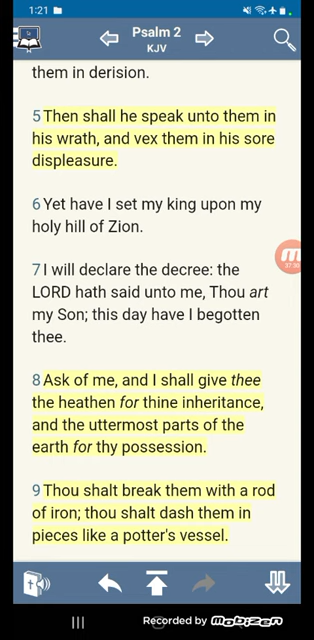 1:21
Psalm 2
KJV
them in derision.
5 Then shall he speak unto them in
his wrath, and vex them in his sore
displeasure.
6 Yet have I set my king upon my
holy hill of Zion.
7 I will declare the decree: the
LORD hath said unto me, Thou art
my Son; this day have I begotten
thee.
8 Ask of me, and I shall give thee
the heathen for thine inheritance,
and the uttermost parts of the
earth for thy possession.
9 Thou shalt break them with a rod
of iron; thou shalt dash them in
pieces like a potter's vessel.
Recorded by mobizen